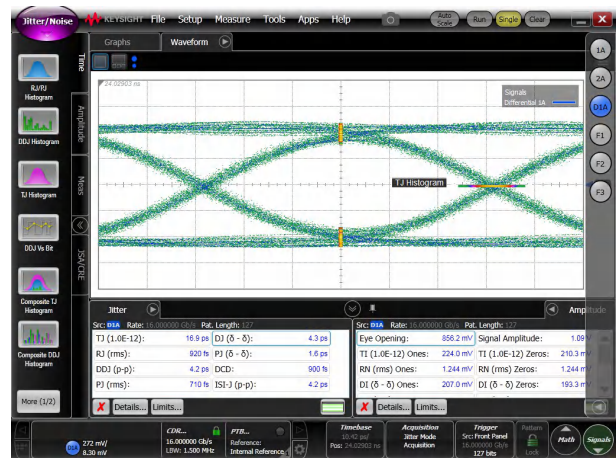 Jitter/Noise
KEYSIGHT File Setup Measure Tools Apps Help Auto Scale Run Single Clear
Graphs Waveform
Time
Amplitude
Meas
JSA/CRE
RJ/PJ
Histogram
DDJ Histogram
TJ Histogram
DDJ Vs Bit
Composite TJ
Histogram
Composite DDJ
Histogram
More (1/2)
24.02903 ns
Signals
Differential 1A
TJ Histogram
1A
2A
D1A
F1
F2
F3
Jitter
Src: D1A Rate: 16.000000 Gb/s Pat. Length: 127
TJ (1.0E-12): 16.9 ps DJ (δ - δ): 4.3 ps
RJ (rms): 920 fs PJ (δ - δ): 1.6 ps
DDJ (p-p): 4.2 ps DCD: 900 fs
PJ (rms): 710 fs ISI-J (p-p): 4.2 ps
Details... Limits...
Amp
Src: D1A Rate: 16.000000 Gb/s Pat. Length: 127
Eye Opening: 856.2 mV Signal Amplitude: 1.09
TI (1.0E-12) Ones: 224.0 mV TI (1.0E-12) Zeros: 210.3 m
RN (rms) Ones: 1.244 mV RN (rms) Zeros: 1.244 m
DI (δ - δ) Ones: 207.0 mV DI (δ - δ) Zeros: 193.3 m
Details... Limits...
D1A
272 mV/
8.30 mV
CDR...
16.000000 Gb/s
LBW: 1.500 MHz
PTB...
Reference:
Internal Reference
Timebase
10.42 ps/
Pos: 24.02903 ns
Acquisition
Jitter Mode
Acquisition
Trigger
Src: Front Panel
16.000000 Gb/s
127 bits
Pattern
Lock
Math
Signals